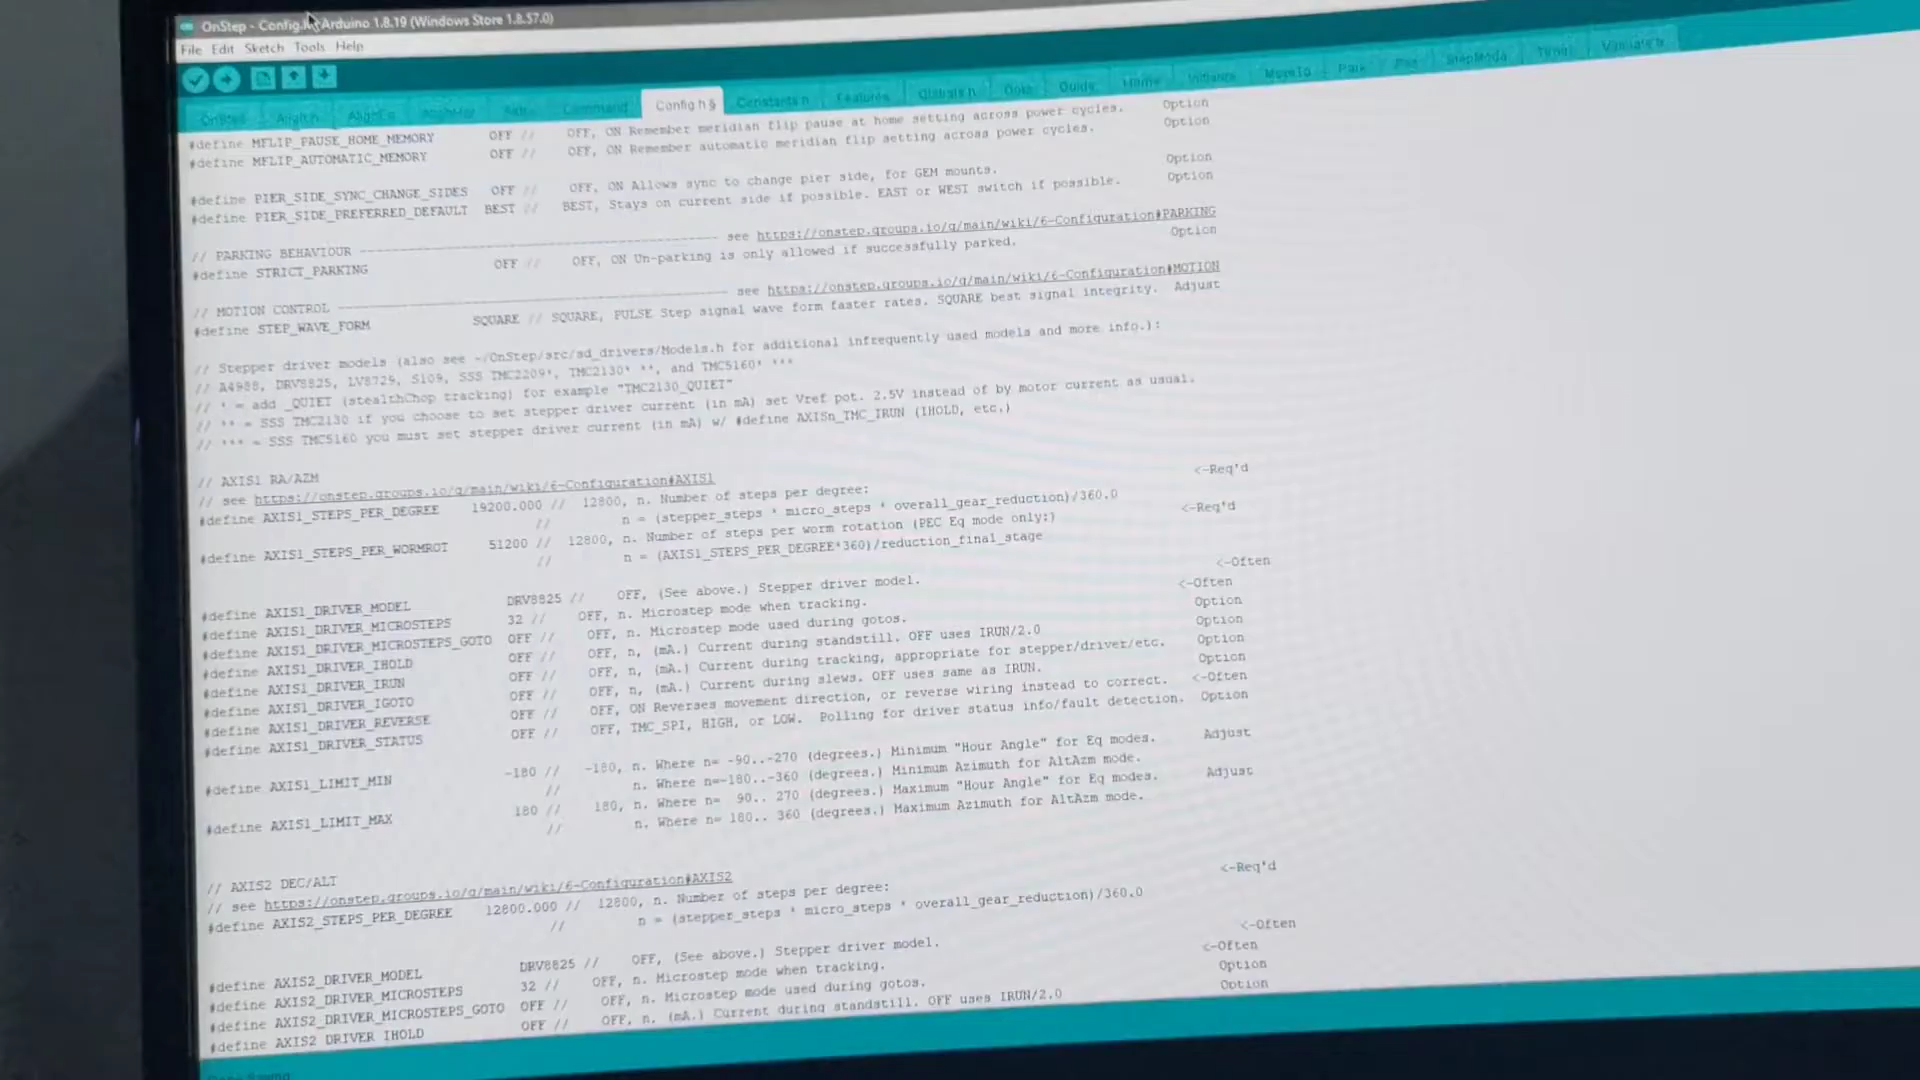 OnStep - Config.h | Arduino 1.8.19 (Windows Store 1.8.57.0)
File Edit Sketch Tools Help
OnStep Align.h Command Config.h § Constants.h Features Globals.h Goto Guide Home Initialize MoveTo Park Pec StepMode Timer Validate.h
#define MFLIP_PAUSE_HOME_MEMORY OFF // OFF, ON Remember meridian flip pause at home setting across power cycles. Option
#define MFLIP_AUTOMATIC_MEMORY OFF // OFF, ON Remember automatic meridian flip setting across power cycles. Option
#define PIER_SIDE_SYNC_CHANGE_SIDES OFF // OFF, ON Allows sync to change pier side, for GEM mounts. Option
#define PIER_SIDE_PREFERRED_DEFAULT BEST // BEST, Stays on current side if possible. EAST or WEST switch if possible. Option
// PARKING BEHAVIOUR ------------------------------------------- see https://onstep.groups.io/g/main/wiki/6-Configuration#PARKING
#define STRICT_PARKING OFF // OFF, ON Un-parking is only allowed if successfully parked. Option
// MOTION CONTROL ----------------------------------------------- see https://onstep.groups.io/g/main/wiki/6-Configuration#MOTION
#define STEP_WAVE_FORM SQUARE // SQUARE, PULSE Step signal wave form faster rates. SQUARE best signal integrity. Adjust
// Stepper driver models (also see ~/OnStep/src/sd_drivers/Models.h for additional infrequently used models and more info.):
// A4988, DRV8825, LV8729, S109, SSS TMC2209*, TMC2130* **, and TMC5160* ***
// * = add _QUIET (stealthChop tracking) for example "TMC2130_QUIET"
// ** = SSS TMC2130 if you choose to set stepper driver current (in mA) set Vref pot. 2.5V instead of by motor current as usual.
// *** = SSS TMC5160 you must set stepper driver current (in mA) w/ #define AXISn_TMC_IRUN (IHOLD, etc.)
// AXIS1 RA/AZM
// see https://onstep.groups.io/g/main/wiki/6-Configuration#AXIS1 <-Req'd
#define AXIS1_STEPS_PER_DEGREE 19200.000 // 12800, n. Number of steps per degree:
// n = (stepper_steps * micro_steps * overall_gear_reduction)/360.0
#define AXIS1_STEPS_PER_WORMROT 51200 // 12800, n. Number of steps per worm rotation (PEC Eq mode only:) <-Req'd
// n = (AXIS1_STEPS_PER_DEGREE*360)/reduction_final_stage
#define AXIS1_DRIVER_MODEL DRV8825 // OFF, (See above.) Stepper driver model. <-Often
#define AXIS1_DRIVER_MICROSTEPS 32 // OFF, n. Microstep mode when tracking. <-Often
#define AXIS1_DRIVER_MICROSTEPS_GOTO OFF // OFF, n. Microstep mode used during gotos. Option
#define AXIS1_DRIVER_IHOLD OFF // OFF, n, (mA.) Current during standstill. OFF uses IRUN/2.0 Option
#define AXIS1_DRIVER_IRUN OFF // OFF, n, (mA.) Current during tracking, appropriate for stepper/driver/etc. Option
#define AXIS1_DRIVER_IGOTO OFF // OFF, n, (mA.) Current during slews. OFF uses same as IRUN. Option
#define AXIS1_DRIVER_REVERSE OFF // OFF, ON Reverses movement direction, or reverse wiring instead to correct. <-Often
#define AXIS1_DRIVER_STATUS OFF // OFF, TMC_SPI, HIGH, or LOW. Polling for driver status info/fault detection. Option
#define AXIS1_LIMIT_MIN -180 // -180, n. Where n= -90..-270 (degrees.) Minimum "Hour Angle" for Eq modes. Adjust
// n. Where n=-180..-360 (degrees.) Minimum Azimuth for AltAzm mode.
#define AXIS1_LIMIT_MAX 180 // 180, n. Where n= 90.. 270 (degrees.) Maximum "Hour Angle" for Eq modes. Adjust
// n. Where n= 180.. 360 (degrees.) Maximum Azimuth for AltAzm mode.
// AXIS2 DEC/ALT
// see https://onstep.groups.io/g/main/wiki/6-Configuration#AXIS2 <-Req'd
#define AXIS2_STEPS_PER_DEGREE 12800.000 // 12800, n. Number of steps per degree:
// n = (stepper_steps * micro_steps * overall_gear_reduction)/360.0
#define AXIS2_DRIVER_MODEL DRV8825 // OFF, (See above.) Stepper driver model. <-Often
#define AXIS2_DRIVER_MICROSTEPS 32 // OFF, n. Microstep mode when tracking. <-Often
#define AXIS2_DRIVER_MICROSTEPS_GOTO OFF // OFF, n. Microstep mode used during gotos. Option
#define AXIS2_DRIVER_IHOLD OFF // OFF, n. (mA.) Current during standstill. OFF uses IRUN/2.0 Option